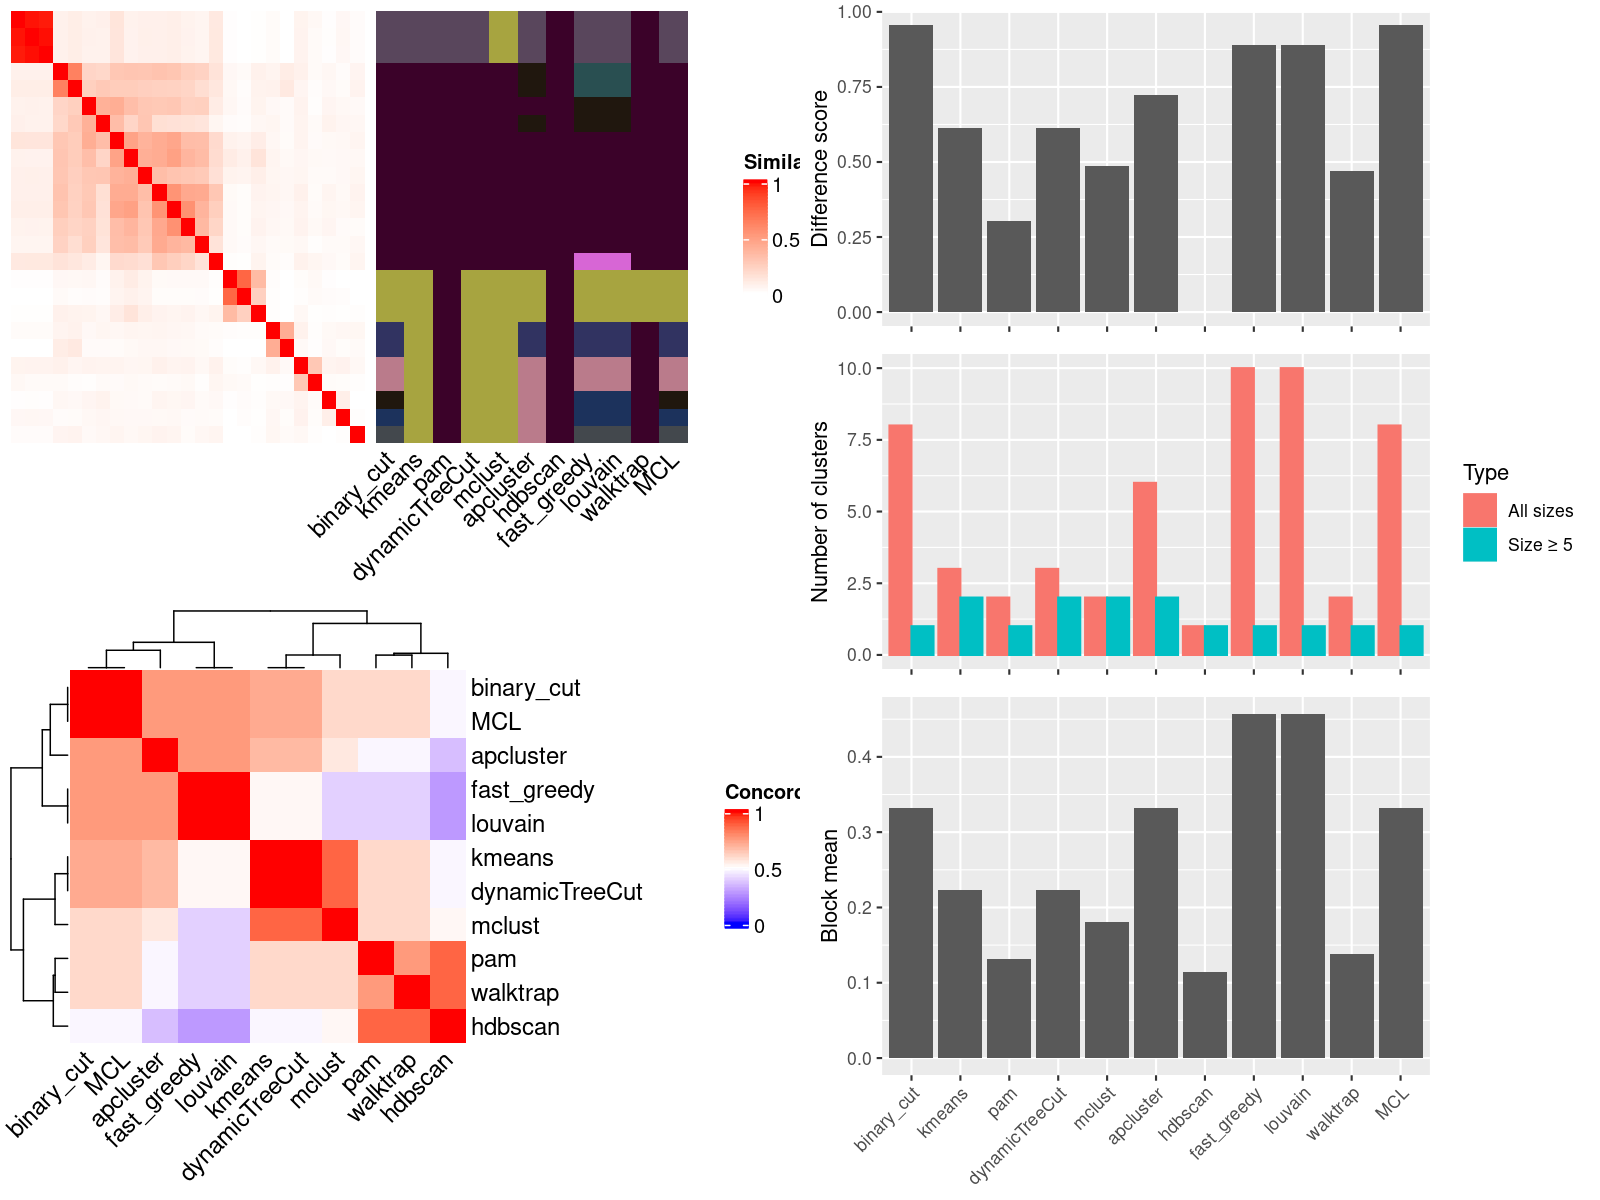 Simila
1
0.5
0
binary_cut
kmeans
pam
dynamicTreeCut
mclust
apcluster
hdbscan
fast_greedy
louvain
walktrap
MCL
binary_cut
MCL
apcluster
fast_greedy
louvain
kmeans
dynamicTreeCut
mclust
pam
walktrap
hdbscan
binary_cut
MCL
apcluster
fast_greedy
louvain
kmeans
dynamicTreeCut
mclust
pam
walktrap
hdbscan
Concord
1
0.5
0
Difference score
1.00
0.75
0.50
0.25
0.00
Number of clusters
10.0
7.5
5.0
2.5
0.0
Type
All sizes
Size ≥ 5
Block mean
0.4
0.3
0.2
0.1
0.0
binary_cut
kmeans
pam
dynamicTreeCut
mclust
apcluster
hdbscan
fast_greedy
louvain
walktrap
MCL